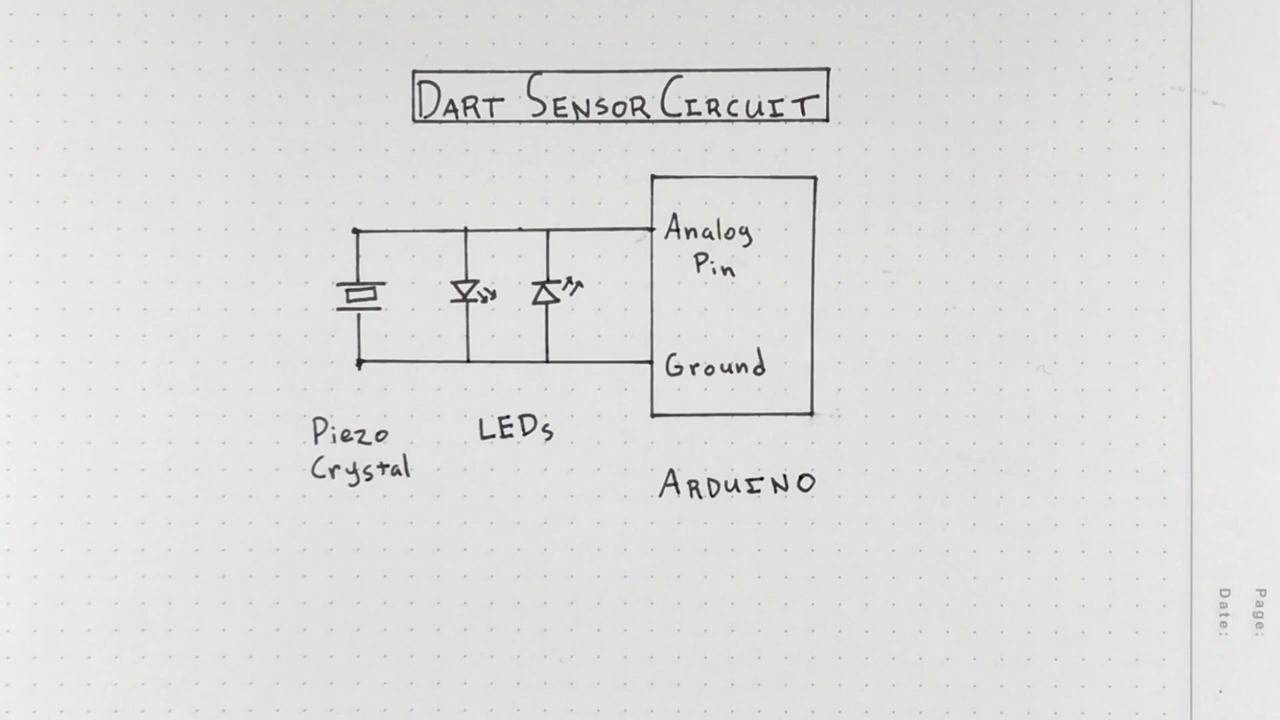 DART SENSOR CIRCUIT
Analog
Pin
Ground
Piezo
Crystal
LEDs
ARDUINO
Page:
Date: